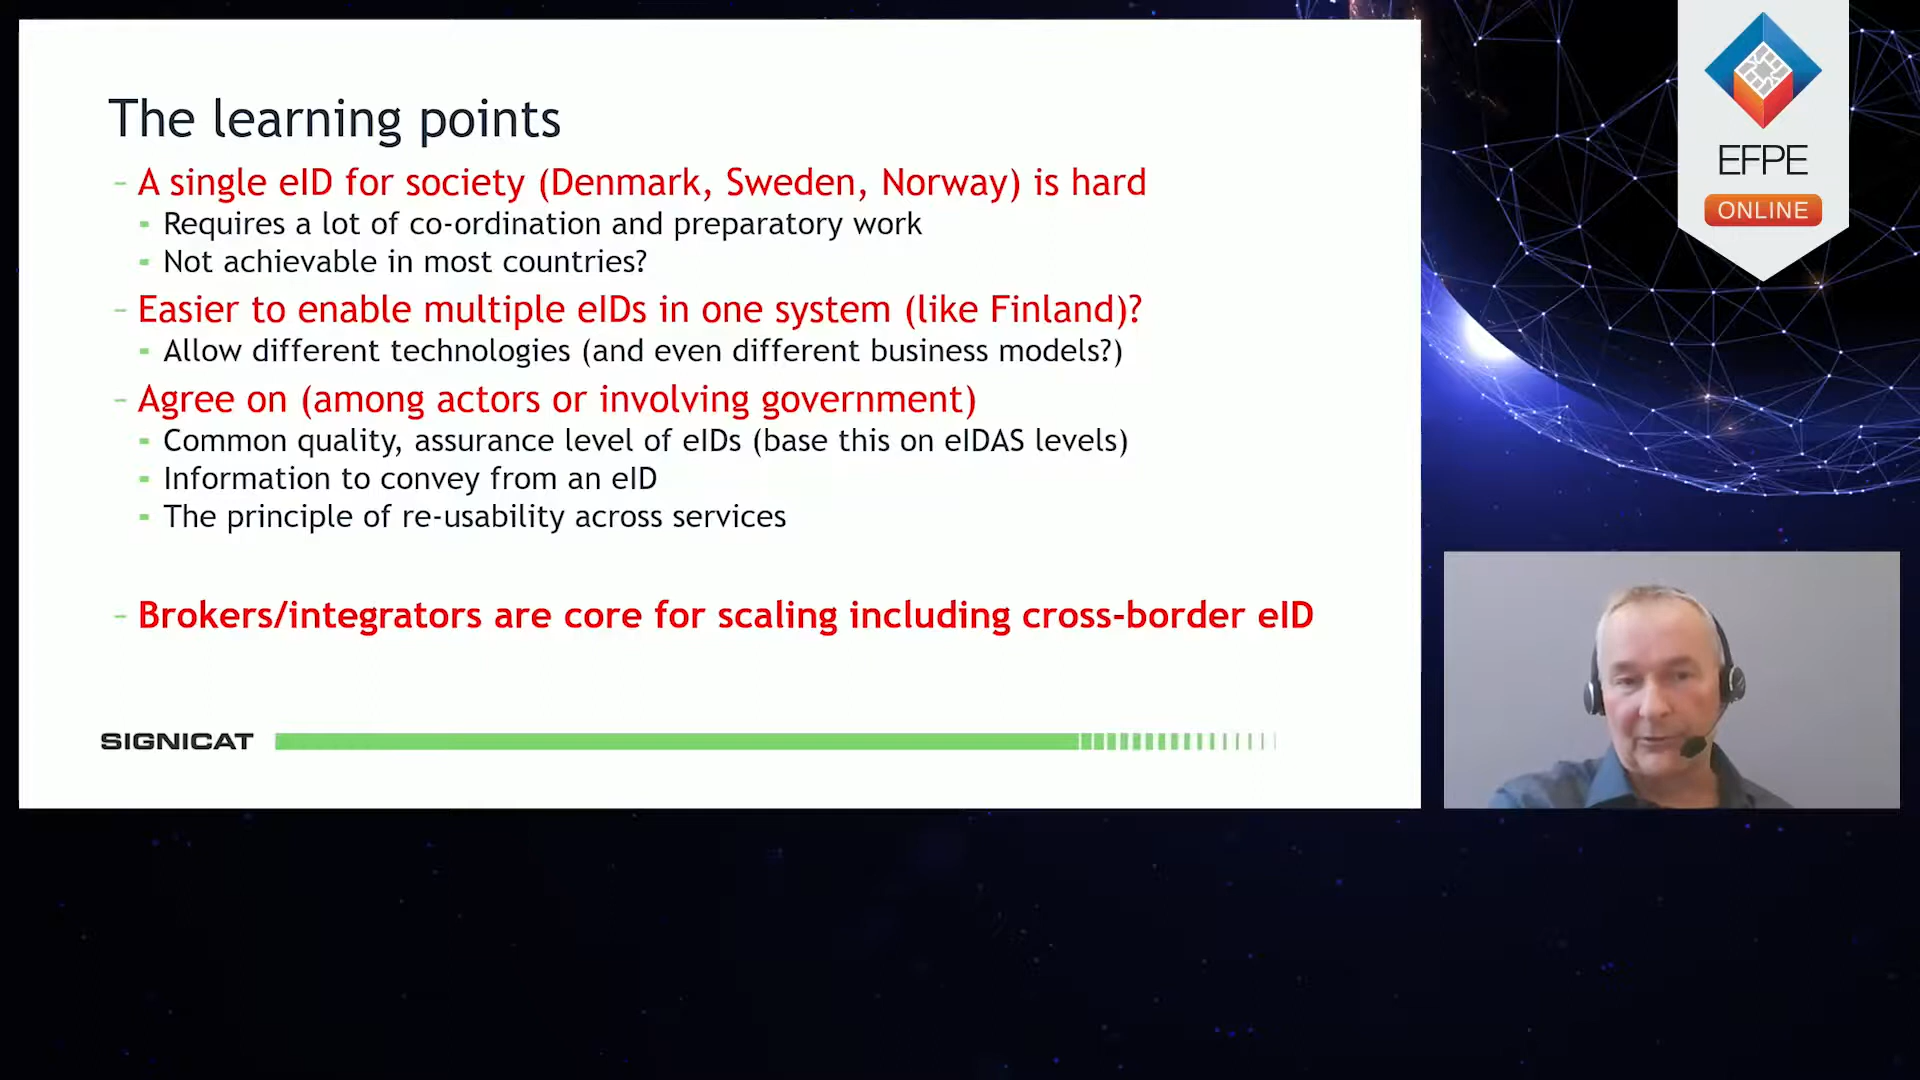 The learning points
– A single eID for society (Denmark, Sweden, Norway) is hard
- Requires a lot of co-ordination and preparatory work
- Not achievable in most countries?
– Easier to enable multiple eIDs in one system (like Finland)?
- Allow different technologies (and even different business models?)
– Agree on (among actors or involving government)
- Common quality, assurance level of eIDs (base this on eIDAS levels)
- Information to convey from an eID
- The principle of re-usability across services
– Brokers/integrators are core for scaling including cross-border eID
SIGNICAT
EFPE
ONLINE